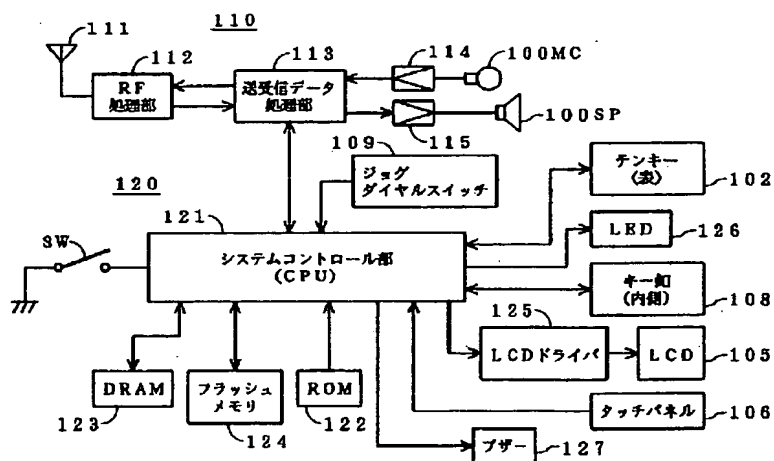 111
110
112
113
114
100MC
RF
処理部
送受信データ
処理部
115
100SP
109
ジョグ
ダイヤルスイッチ
テンキー
(表)
102
120
121
LED
126
SW
システムコントロール部
(CPU)
キー釦
(内側)
108
125
LCDドライバ
LCD
105
DRAM
123
フラッシュ
メモリ
124
ROM
122
タッチパネル
106
ブザー
127